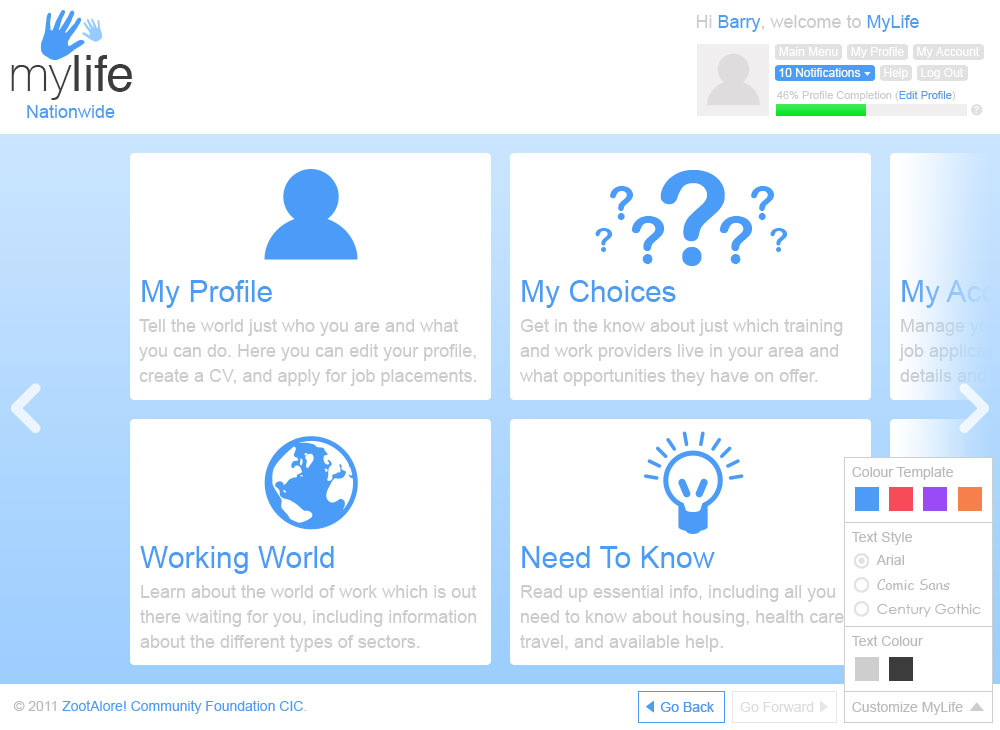 mylife
Nationwide
Hi Barry, welcome to MyLife
Main Menu My Profile My Account
10 Notifications Help Log Out
46% Profile Completion (Edit Profile)
?
My Profile
Tell the world just who you are and what
you can do. Here you can edit your profile,
create a CV, and apply for job placements.
? ? ? ? ? ? ?
My Choices
Get in the know about just which training
and work providers live in your area and
what opportunities they have on offer.
My Acc
Manage
job applica
details and
Working World
Learn about the world of work which is out
there waiting for you, including information
about the different types of sectors.
Need To Know
Read up essential info, including all you
need to know about housing, health care
travel, and available help.
Colour Template
Text Style
Arial
Comic Sans
Century Gothic
Text Colour
Customize MyLife
© 2011 ZootAlore! Community Foundation CIC.
Go Back
Go Forward